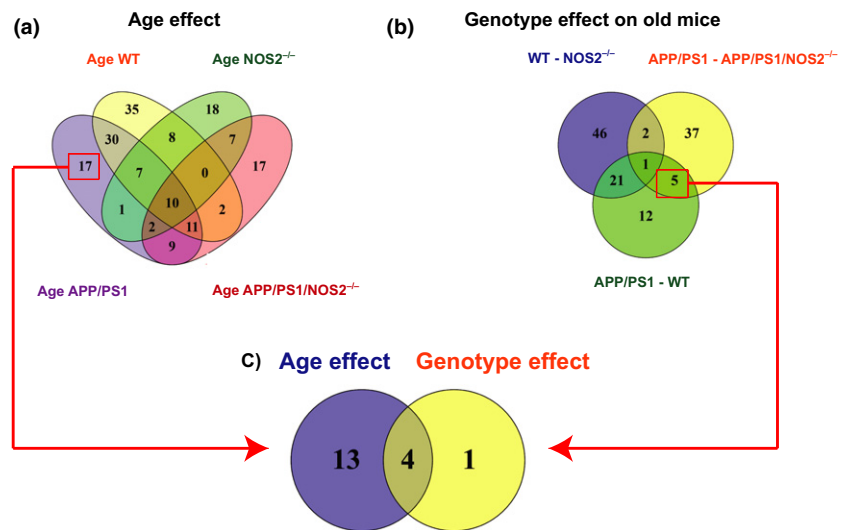 (a) Age effect
Age WT Age NOS2–/–
35 18
30 8 7
17 7 0 17
1 10 2
2 11
9
Age APP/PS1 Age APP/PS1/NOS2–/–
(b) Genotype effect on old mice
WT - NOS2–/– APP/PS1 - APP/PS1/NOS2–/–
46 2 37
1
21 5
12
APP/PS1 - WT
C) Age effect Genotype effect
13 4 1